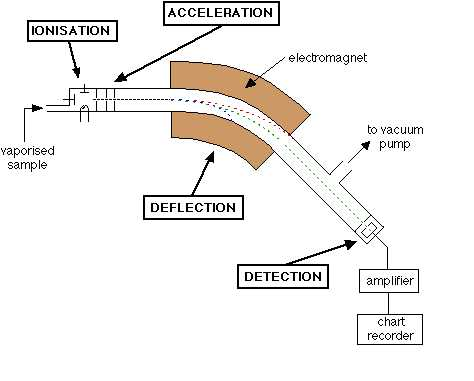 ACCELERATION
IONISATION
electromagnet
vaporised
sample
to vacuum
pump
DEFLECTION
DETECTION
amplifier
chart
recorder